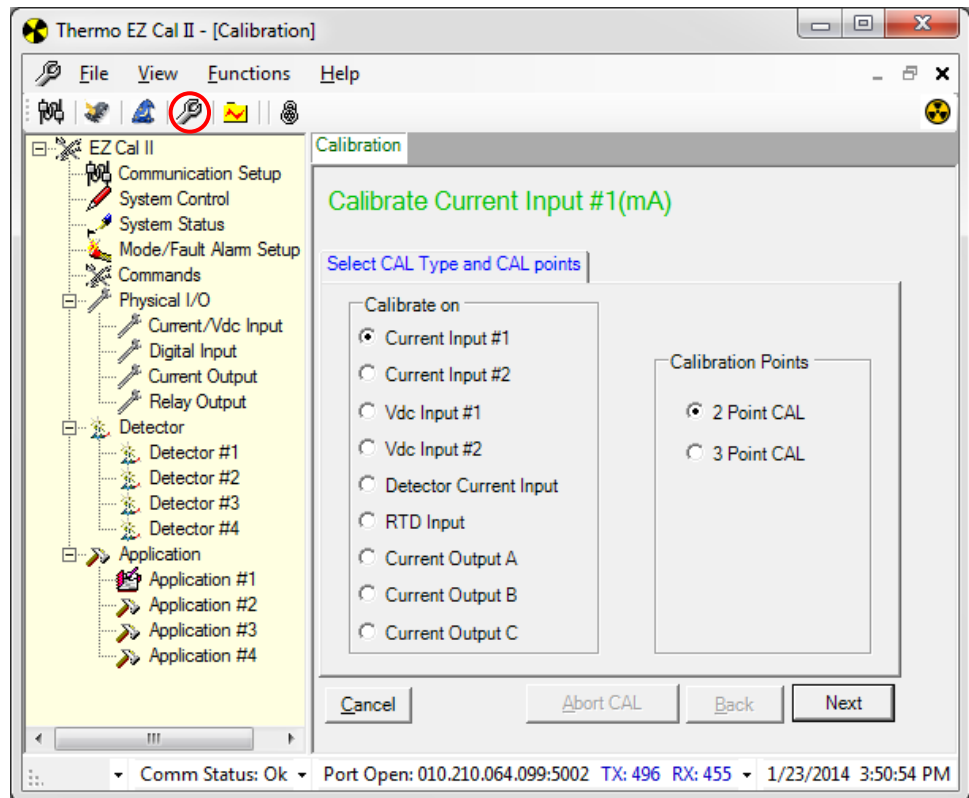 Thermo EZ Cal II - [Calibration]
File View Functions Help
EZ Cal II
Communication Setup
System Control
System Status
Mode/Fault Alarm Setup
Commands
Physical I/O
Current/Vdc Input
Digital Input
Current Output
Relay Output
Detector
Detector #1
Detector #2
Detector #3
Detector #4
Application
Application #1
Application #2
Application #3
Application #4
Calibration
Calibrate Current Input #1(mA)
Select CAL Type and CAL points
Calibrate on
Current Input #1
Current Input #2
Vdc Input #1
Vdc Input #2
Detector Current Input
RTD Input
Current Output A
Current Output B
Current Output C
Calibration Points
2 Point CAL
3 Point CAL
Cancel Abort CAL Back Next
Comm Status: Ok Port Open: 010.210.064.099:5002 TX: 496 RX: 455 1/23/2014 3:50:54 PM